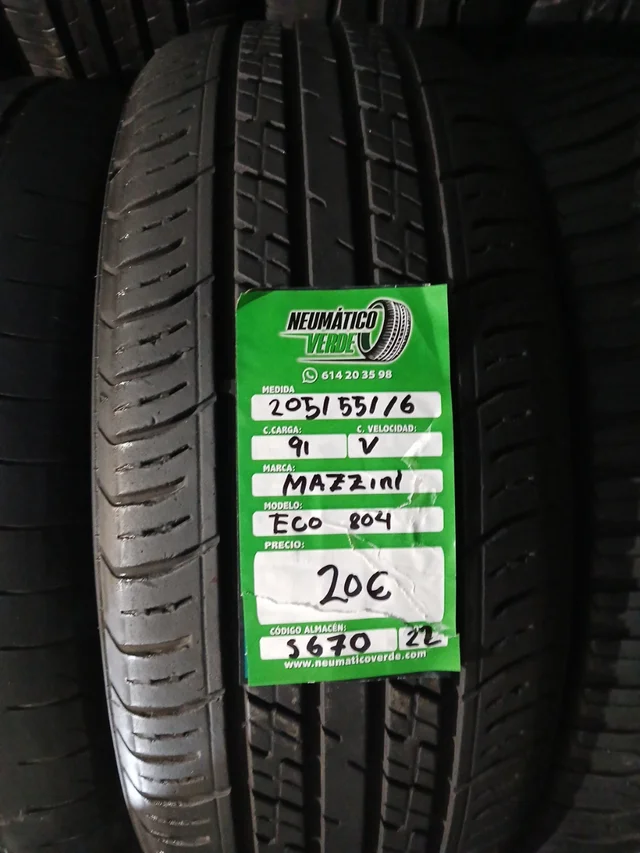 NEUMÁTICO
VERDE
614 20 35 98
MEDIDA
205/55/16
C.CARGA: C. VELOCIDAD:
91 V
MARCA:
MAZZini
MODELO:
ECO 804
PRECIO:
20€
CÓDIGO ALMACÉN:
S670 22
www.neumaticoverde.com